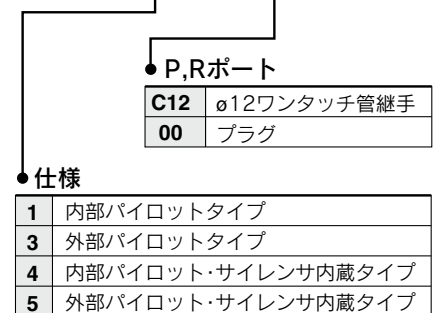 P,Rポート
C12 ø12ワンタッチ管継手
00 プラグ
仕様
1 内部パイロットタイプ
3 外部パイロットタイプ
4 内部パイロット･サイレンサ内蔵タイプ
5 外部パイロット･サイレンサ内蔵タイプ